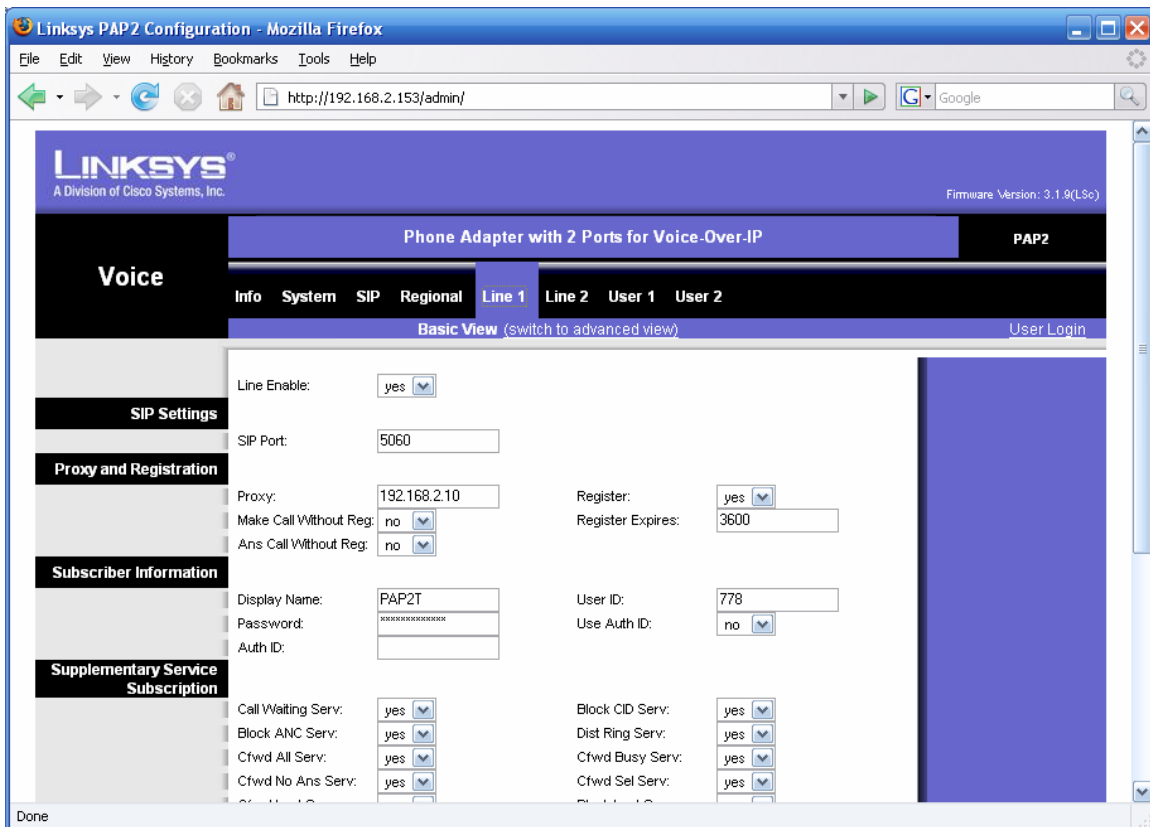 Linksys PAP2 Configuration - Mozilla Firefox
File Edit View History Bookmarks Tools Help
http://192.168.2.153/admin/
G Google
LINKSYS®
A Division of Cisco Systems, Inc.
Firmware Version: 3.1.9(LSc)
Phone Adapter with 2 Ports for Voice-Over-IP PAP2
Voice
Info System SIP Regional Line 1 Line 2 User 1 User 2
Basic View (switch to advanced view) User Login
Line Enable: yes
SIP Settings
SIP Port: 5060
Proxy and Registration
Proxy: 192.168.2.10 Register: yes
Make Call Without Reg: no Register Expires: 3600
Ans Call Without Reg: no
Subscriber Information
Display Name: PAP2T User ID: 778
Password: ************* Use Auth ID: no
Auth ID:
Supplementary Service
Subscription
Call Waiting Serv: yes Block CID Serv: yes
Block ANC Serv: yes Dist Ring Serv: yes
Cfwd All Serv: yes Cfwd Busy Serv: yes
Cfwd No Ans Serv: yes Cfwd Sel Serv: yes
Done